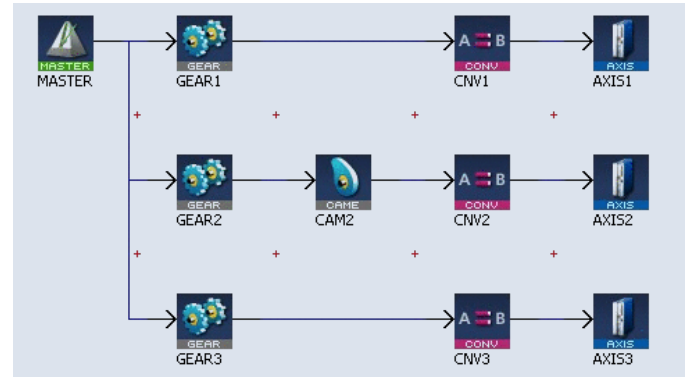 MASTER
MASTER
GEAR
GEAR1
A B
CONV
CNV1
AXIS
AXIS1
GEAR
GEAR2
CAME
CAM2
A B
CONV
CNV2
AXIS
AXIS2
GEAR
GEAR3
A B
CONV
CNV3
AXIS
AXIS3